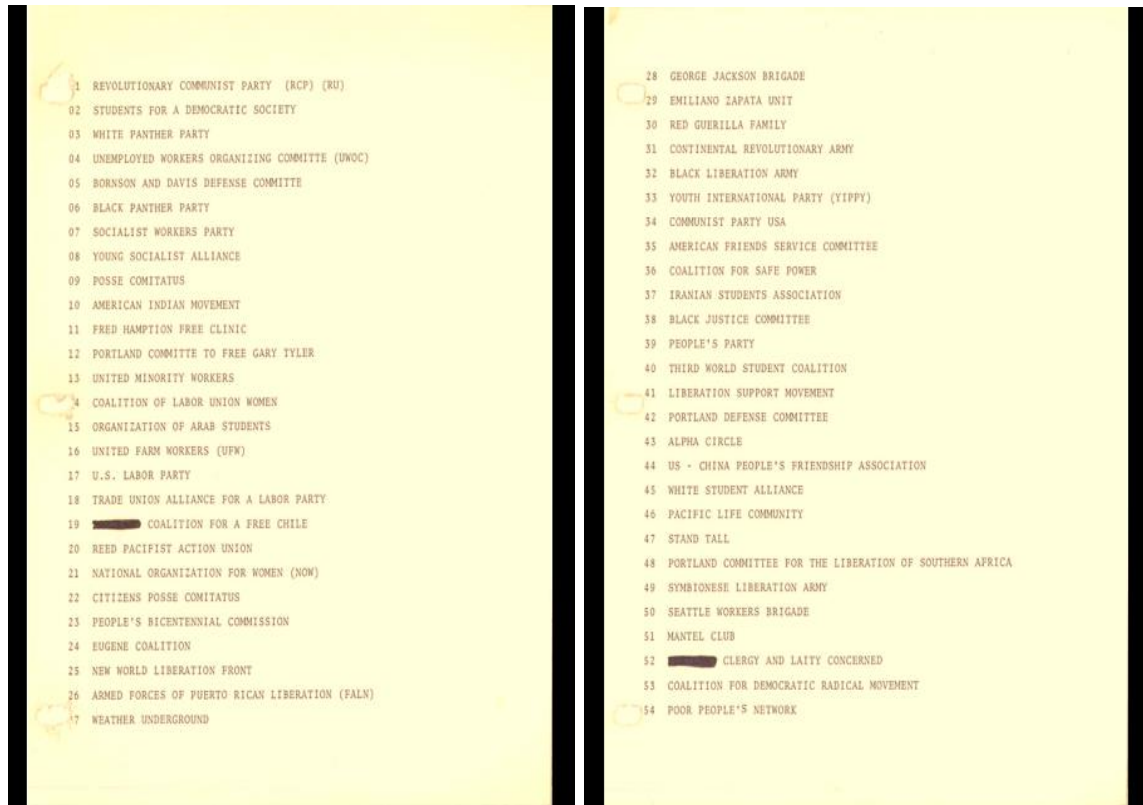 1 REVOLUTIONARY COMMUNIST PARTY (RCP) (RU)
02 STUDENTS FOR A DEMOCRATIC SOCIETY
03 WHITE PANTHER PARTY
04 UNEMPLOYED WORKERS ORGANIZING COMMITTE (UWOC)
05 BORNSON AND DAVIS DEFENSE COMMITTE
06 BLACK PANTHER PARTY
07 SOCIALIST WORKERS PARTY
08 YOUNG SOCIALIST ALLIANCE
09 POSSE COMITATUS
10 AMERICAN INDIAN MOVEMENT
11 FRED HAMPTION FREE CLINIC
12 PORTLAND COMMITTE TO FREE GARY TYLER
13 UNITED MINORITY WORKERS
4 COALITION OF LABOR UNION WOMEN
15 ORGANIZATION OF ARAB STUDENTS
16 UNITED FARM WORKERS (UFW)
17 U.S. LABOR PARTY
18 TRADE UNION ALLIANCE FOR A LABOR PARTY
19 COALITION FOR A FREE CHILE
20 REED PACIFIST ACTION UNION
21 NATIONAL ORGANIZATION FOR WOMEN (NOW)
22 CITIZENS POSSE COMITATUS
23 PEOPLE'S BICENTENNIAL COMMISSION
24 EUGENE COALITION
25 NEW WORLD LIBERATION FRONT
26 ARMED FORCES OF PUERTO RICAN LIBERATION (FALN)
7 WEATHER UNDERGROUND
28 GEORGE JACKSON BRIGADE
29 EMILIANO ZAPATA UNIT
30 RED GUERILLA FAMILY
31 CONTINENTAL REVOLUTIONARY ARMY
32 BLACK LIBERATION ARMY
33 YOUTH INTERNATIONAL PARTY (YIPPY)
34 COMMUNIST PARTY USA
35 AMERICAN FRIENDS SERVICE COMMITTEE
36 COALITION FOR SAFE POWER
37 IRANIAN STUDENTS ASSOCIATION
38 BLACK JUSTICE COMMITTEE
39 PEOPLE'S PARTY
40 THIRD WORLD STUDENT COALITION
41 LIBERATION SUPPORT MOVEMENT
42 PORTLAND DEFENSE COMMITTEE
43 ALPHA CIRCLE
44 US - CHINA PEOPLE'S FRIENDSHIP ASSOCIATION
45 WHITE STUDENT ALLIANCE
46 PACIFIC LIFE COMMUNITY
47 STAND TALL
48 PORTLAND COMMITTEE FOR THE LIBERATION OF SOUTHERN AFRICA
49 SYMBIONESE LIBERATION ARMY
50 SEATTLE WORKERS BRIGADE
51 MANTEL CLUB
52 CLERGY AND LAITY CONCERNED
53 COALITION FOR DEMOCRATIC RADICAL MOVEMENT
54 POOR PEOPLE'S NETWORK